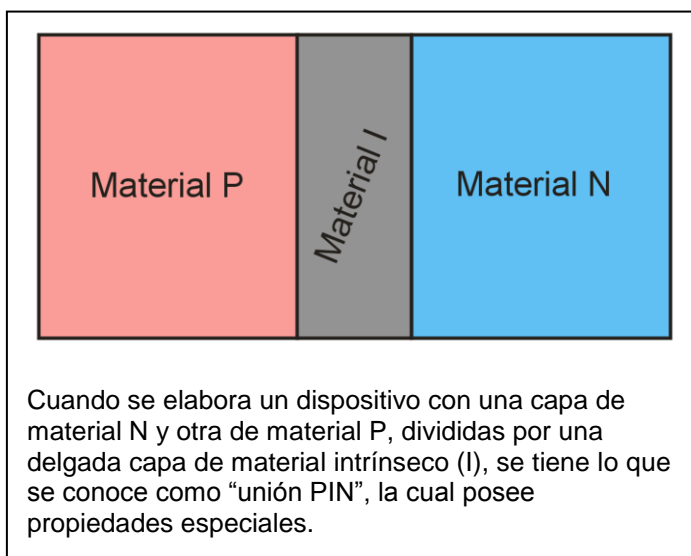 Material P
Material I
Material N
Cuando se elabora un dispositivo con una capa de
material N y otra de material P, divididas por una
delgada capa de material intrínseco (I), se tiene lo que
se conoce como “unión PIN”, la cual posee
propiedades especiales.